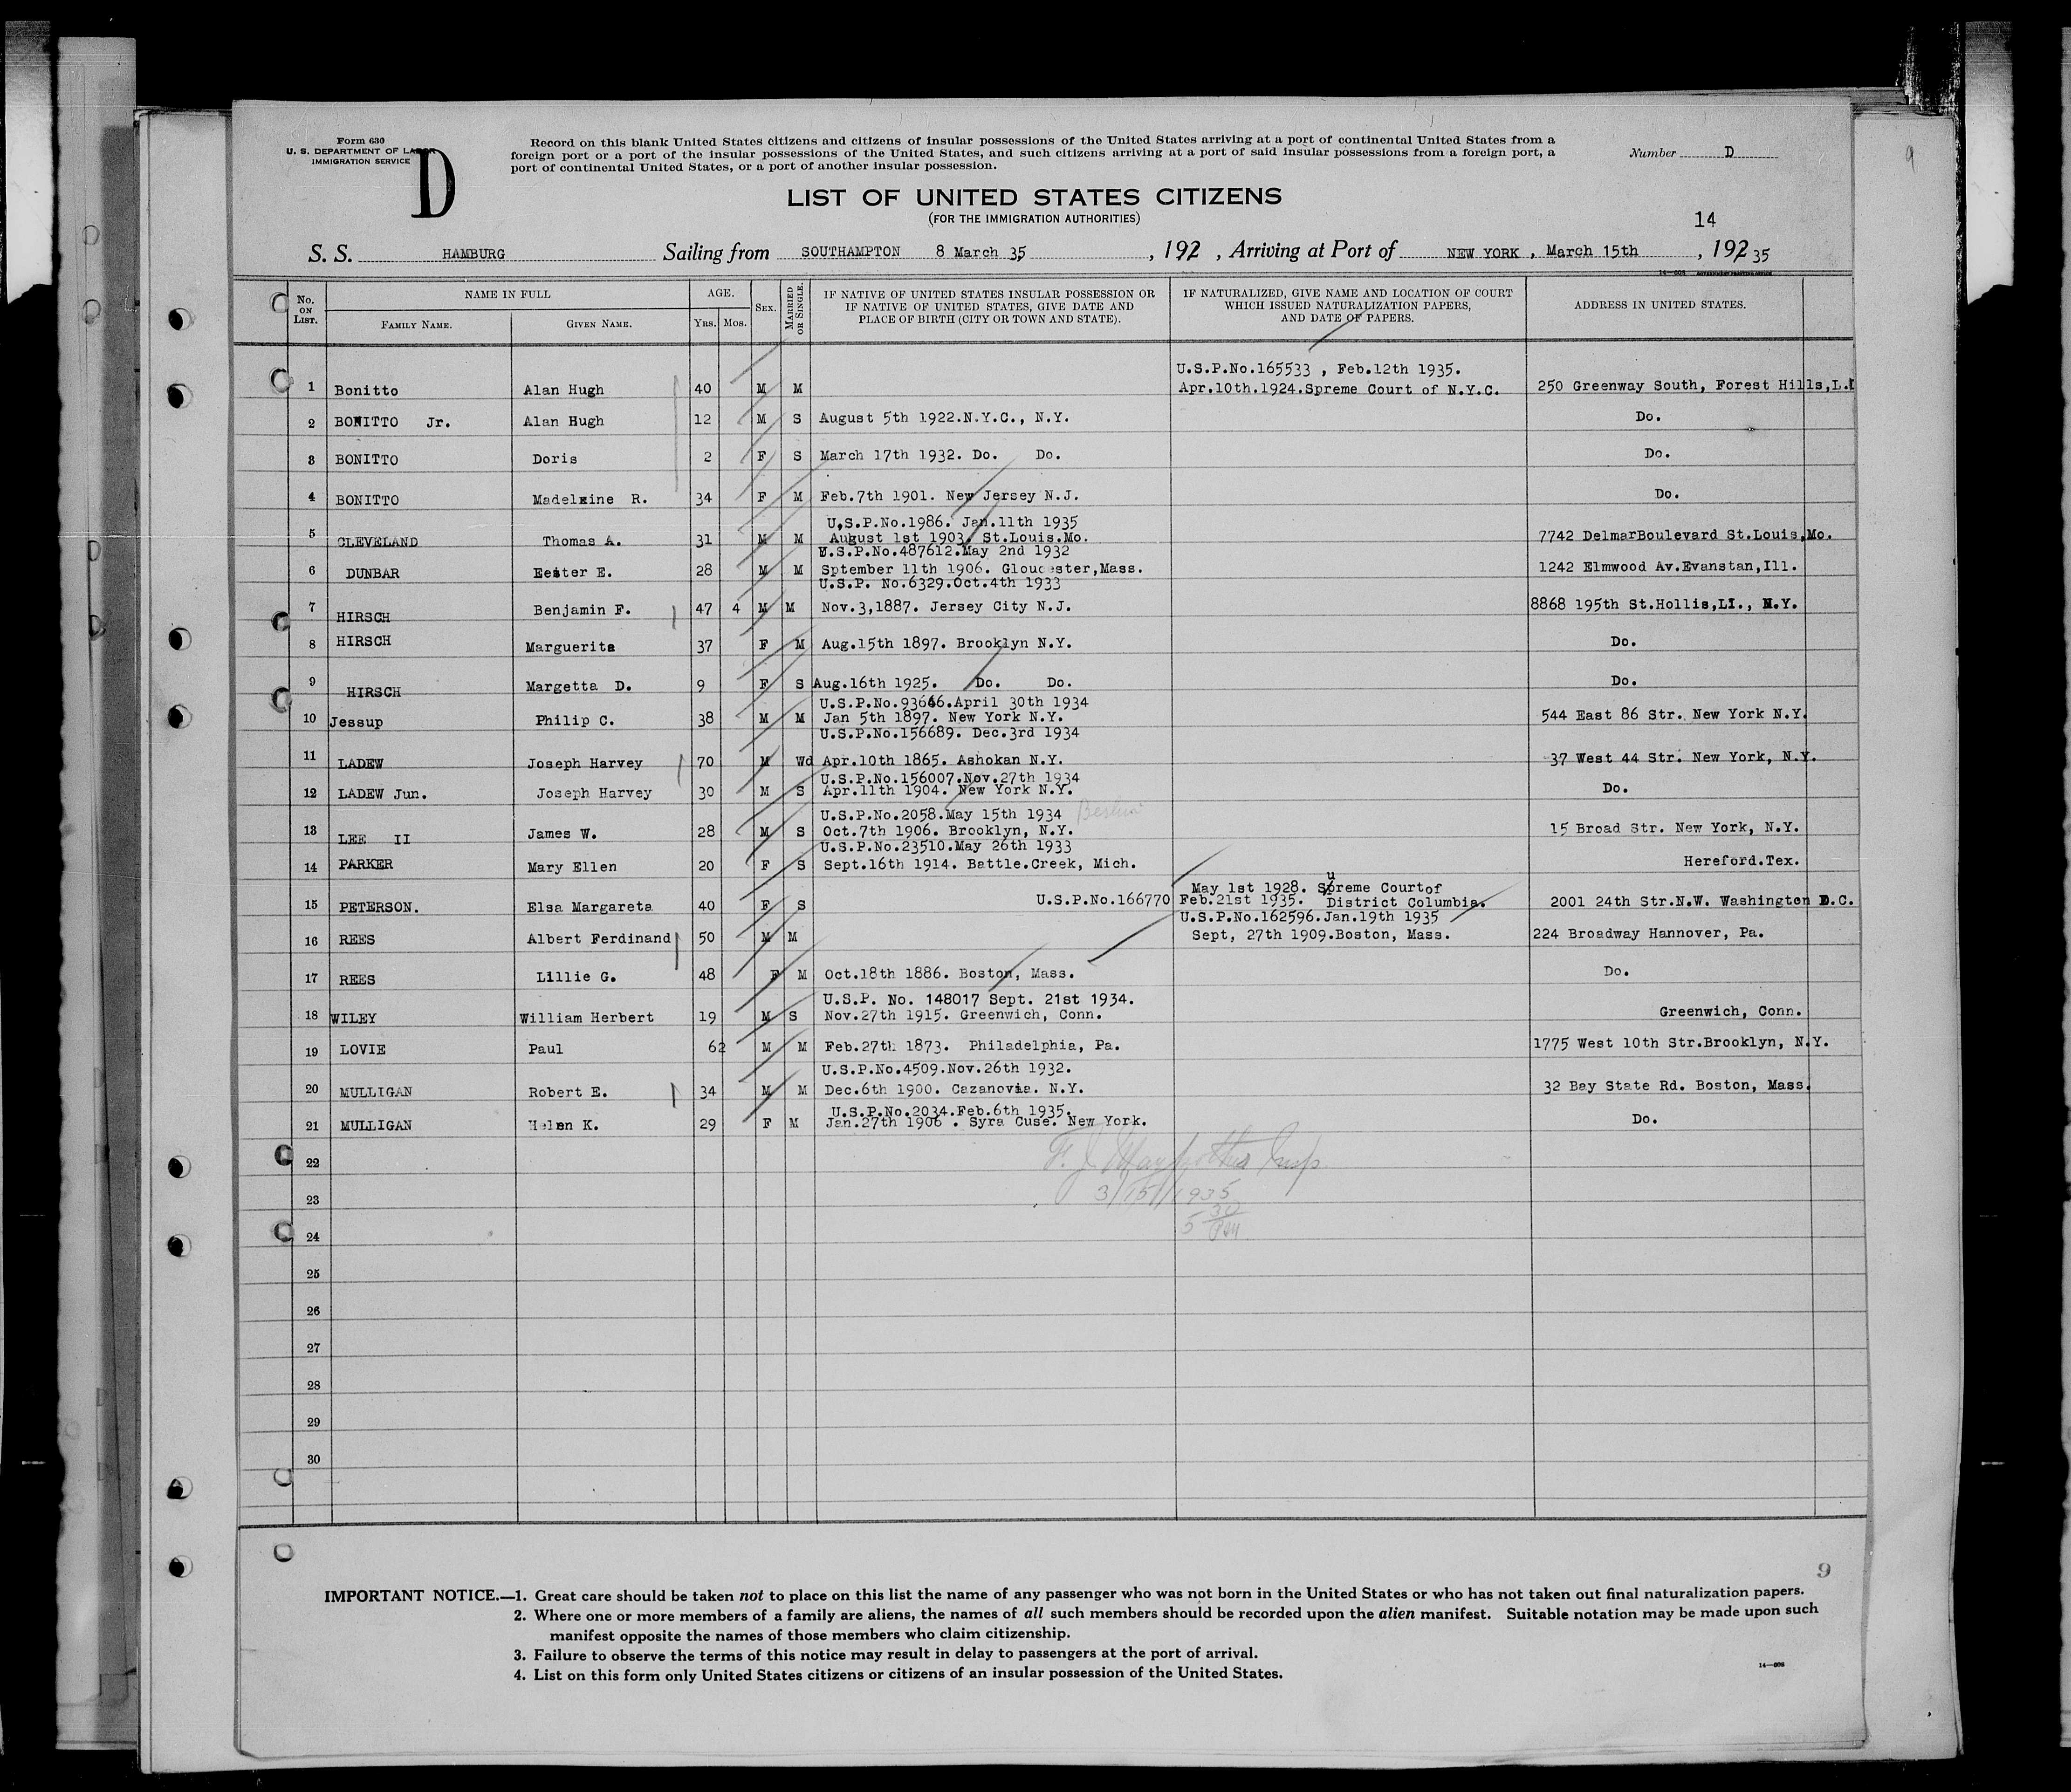 Form 630
U. S. DEPARTMENT OF LABOR
IMMIGRATION SERVICE
D
Record on this blank United States citizens and citizens of insular possessions of the United States arriving at a port of continental United States from a
foreign port or a port of the insular possessions of the United States, and such citizens arriving at a port of said insular possessions from a foreign port, a
port of continental United States, or a port of another insular possession.
Number D
9
LIST OF UNITED STATES CITIZENS
(FOR THE IMMIGRATION AUTHORITIES)
14
S. S. HAMBURG Sailing from SOUTHAMPTON 8 March 35 , 192 , Arriving at Port of NEW YORK , March 15th , 192 35
No. ON LIST. NAME IN FULL AGE. SEX. MARRIED OR SINGLE. IF NATIVE OF UNITED STATES INSULAR POSSESSION OR IF NATIVE OF UNITED STATES, GIVE DATE AND PLACE OF BIRTH (CITY OR TOWN AND STATE). IF NATURALIZED, GIVE NAME AND LOCATION OF COURT WHICH ISSUED NATURALIZATION PAPERS, AND DATE OF PAPERS. ADDRESS IN UNITED STATES.
FAMILY NAME. GIVEN NAME. Yrs. Mos.
U.S.P.No.165533 , Feb.12th 1935.
1 Bonitto Alan Hugh 40 M M Apr.10th.1924.Spreme Court of N.Y.C. 250 Greenway South, Forest Hills,L.I
2 BONITTO Jr. Alan Hugh 12 M S August 5th 1922.N.Y.C., N.Y. Do.
3 BONITTO Doris 2 F S March 17th 1932. Do. Do. Do.
4 BONITTO Madeleine R. 34 F M Feb.7th 1901. New Jersey N.J. Do.
U.S.P.No.1986. Jan.11th 1935
5 CLEVELAND Thomas A. 31 M M August 1st 1903. St.Louis.Mo. 7742 DelmarBoulevard St.Louis,Mo.
U.S.P.No.487612.May 2nd 1932
6 DUNBAR E. 28 M M Sptember 11th 1906. Gloucester,Mass. 1242 Elmwood Av.Evanstan,Ill.
U.S.P. No.6329.Oct.4th 1933
7 HIRSCH Benjamin F. 47 4 M M Nov.3,1887. Jersey City N.J. 8868 195th St.Hollis,LI., N.Y.
8 HIRSCH Marguerita 37 F M Aug.15th 1897. Brooklyn N.Y. Do.
9 HIRSCH Margetta D. 9 F S Aug.16th 1925. Do. Do. Do.
U.S.P.No.93646.April 30th 1934
10 Jessup Philip C. 38 M M Jan 5th 1897. New York N.Y. 544 East 86 Str. New York N.Y.
U.S.P.No.156689. Dec.3rd 1934
11 LADEW Joseph Harvey 70 M Wd Apr.10th 1865. Ashokan N.Y. 37 West 44 Str. New York, N.Y.
U.S.P.No.156007.Nov.27th 1934
12 LADEW Jun. Joseph Harvey 30 M S Apr.11th 1904. New York N.Y. Do.
U.S.P.No.2058.May 15th 1934 Berlin
13 LEE II James W. 28 M S Oct.7th 1906. Brooklyn, N.Y. 15 Broad Str. New York, N.Y.
U.S.P.No.23510.May 26th 1933
14 PARKER Mary Ellen 20 F S Sept.16th 1914. Battle.Creek, Mich. Hereford.Tex.
May 1st 1928. Supreme Courtof
15 PETERSON. Elsa Margareta 40 F S U.S.P.No.166770 Feb.21st 1935. District Columbia. 2001 24th Str.N.W. Washington D.C.
U.S.P.No.162596.Jan.19th 1935
16 REES Albert Ferdinand 50 M M Sept, 27th 1909.Boston, Mass. 224 Broadway Hannover, Pa.
17 REES Lillie G. 48 F M Oct.18th 1886. Boston, Mass. Do.
U.S.P. No. 148017 Sept. 21st 1934.
18 WILEY William Herbert 19 M S Nov.27th 1915. Greenwich, Conn. Greenwich, Conn.
19 LOVIE Paul 62 M M Feb.27th 1873. Philadelphia, Pa. 1775 West 10th Str.Brooklyn, N.Y.
U.S.P.No.4509.Nov.26th 1932.
20 MULLIGAN Robert E. 34 M M Dec.6th 1900. Cazanovia. N.Y. 32 Bay State Rd. Boston, Mass.
U.S.P.No.2034.Feb.6th 1935.
21 MULLIGAN Helen K. 29 F M Jan.27th 1906 . Syra Cuse. New York. Do.
22
F. J. Insp.
23
3/15/1935
24
5 30 PM
25
26
27
28
29
30
9
IMPORTANT NOTICE.—1. Great care should be taken not to place on this list the name of any passenger who was not born in the United States or who has not taken out final naturalization papers.
2. Where one or more members of a family are aliens, the names of all such members should be recorded upon the alien manifest. Suitable notation may be made upon such
manifest opposite the names of those members who claim citizenship.
3. Failure to observe the terms of this notice may result in delay to passengers at the port of arrival.
4. List on this form only United States citizens or citizens of an insular possession of the United States.